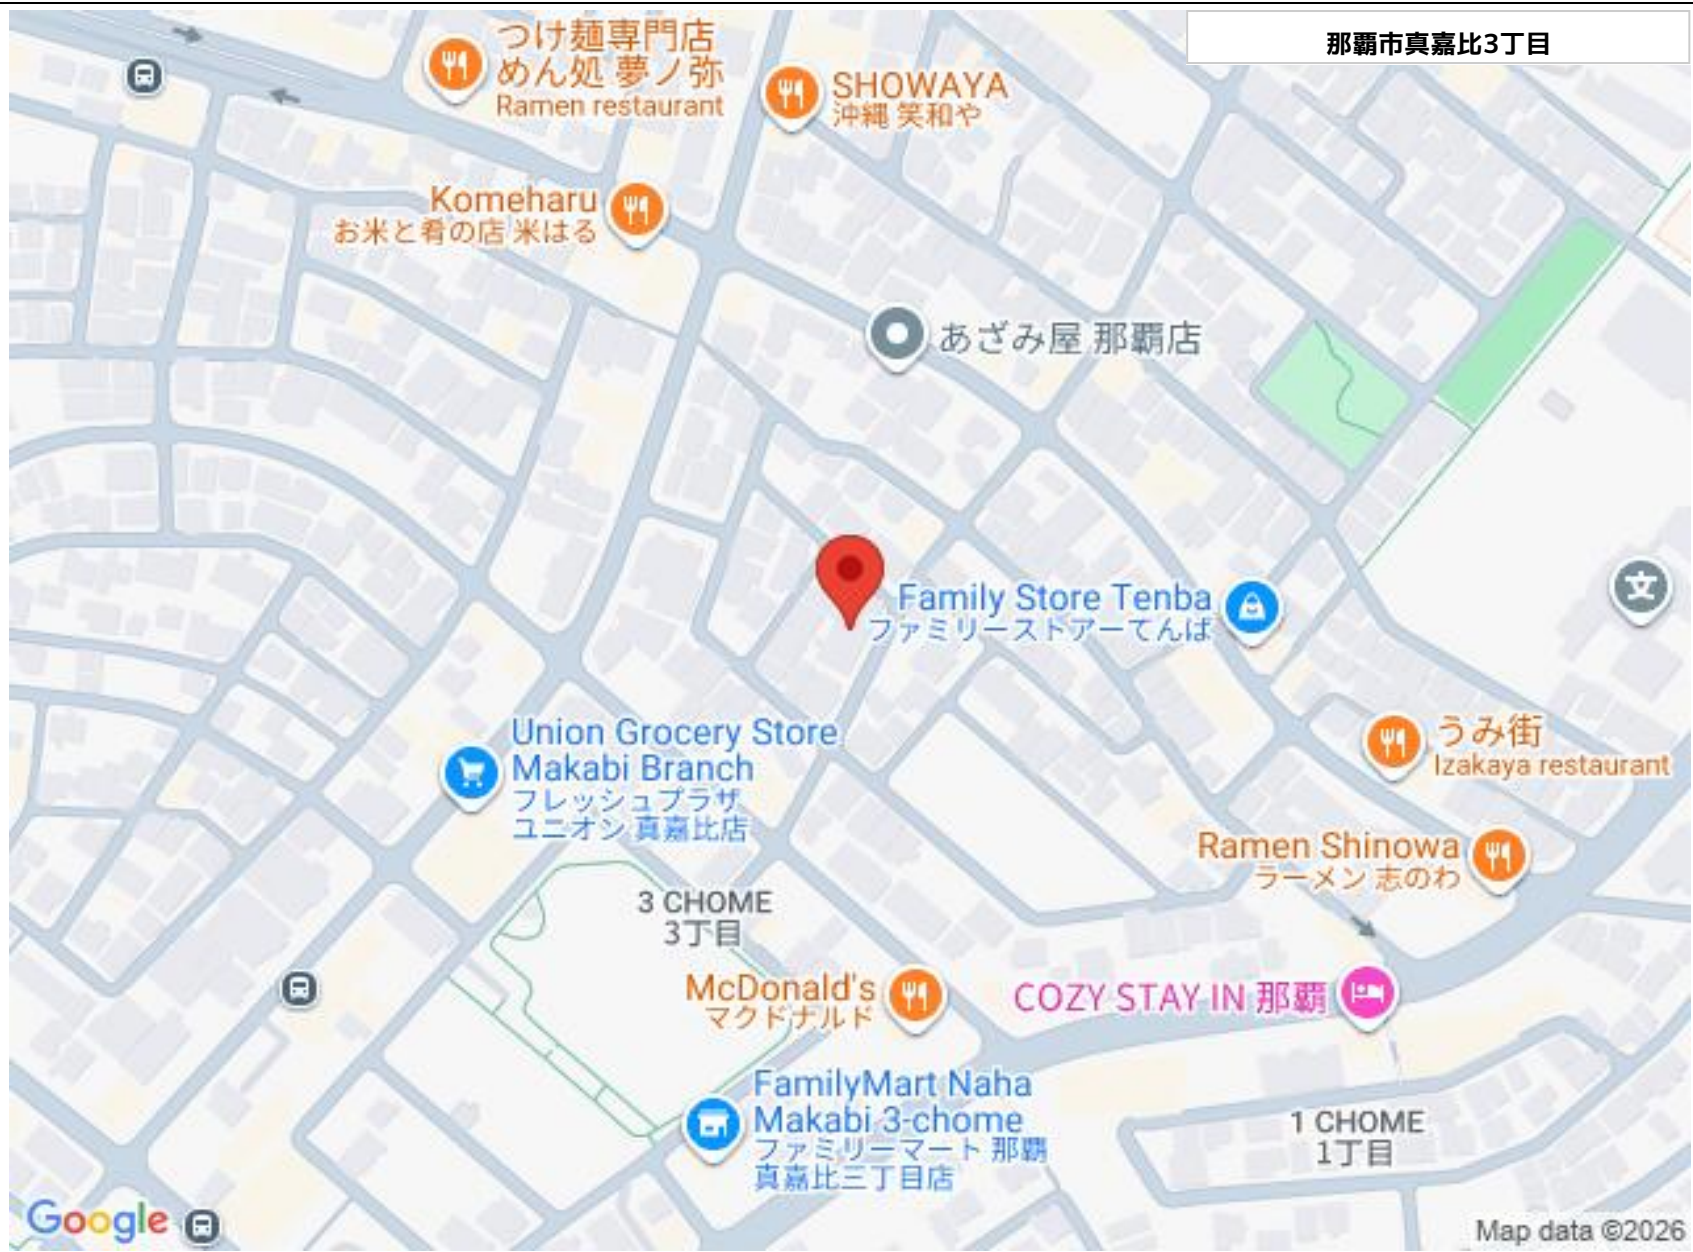 那覇市真嘉比3丁目
つけ麺専門店
めん処 夢ノ弥
Ramen restaurant
SHOWAYA
沖縄 笑和や
Komeharu
お米と肴の店 米はる
あざみ屋 那覇店
Family Store Tenba
ファミリーストアーてんば
文
Union Grocery Store
Makabi Branch
フレッシュプラザ
ユニオン 真嘉比店
うみ街
Izakaya restaurant
Ramen Shinowa
ラーメン 志のわ
3 CHOME
3丁目
McDonald's
マクドナルド
COZY STAY IN 那覇
FamilyMart Naha
Makabi 3-chome
ファミリーマート 那覇
真嘉比三丁目店
1 CHOME
1丁目
Google
Map data ©2026